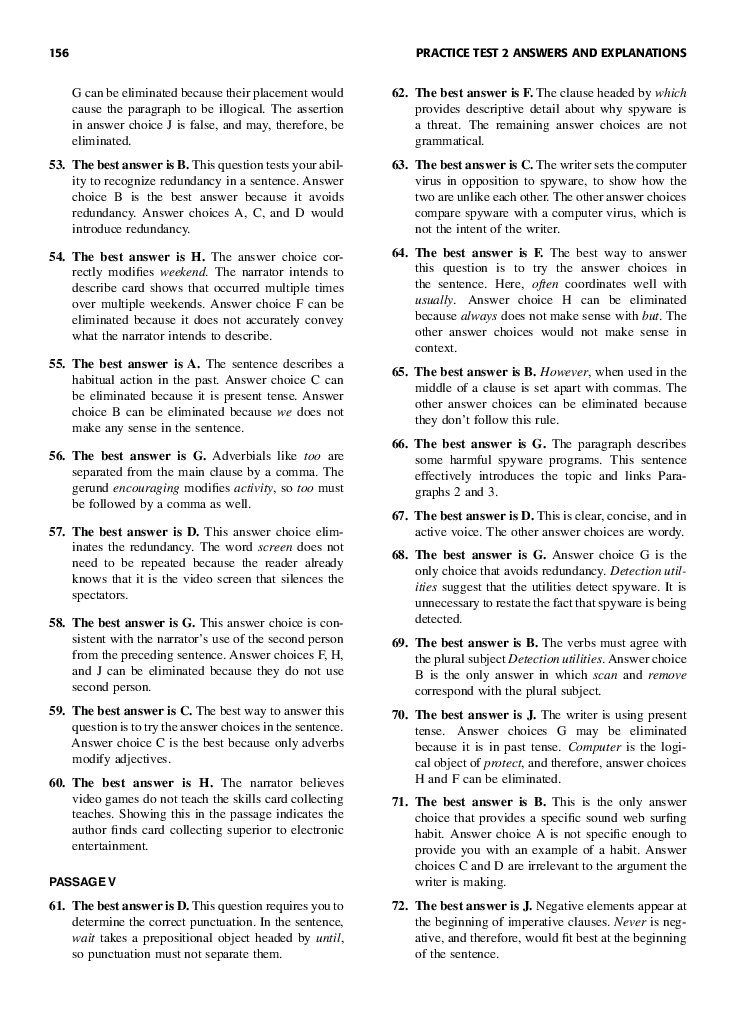 156
PRACTICE TEST 2 ANSWERS AND EXPLANATIONS
G can be eliminated because their placement would
cause the paragraph to be illogical. The assertion
in answer choice J is false, and may, therefore, be
eliminated.
53. The best answer is B. This question tests your abil-
ity to recognize redundancy in a sentence. Answer
choice B is the best answer because it avoids
redundancy. Answer choices A, C, and D would
introduce redundancy.
54. The best answer is H. The answer choice cor-
rectly modifies weekend. The narrator intends to
describe card shows that occurred multiple times
over multiple weekends. Answer choice F can be
eliminated because it does not accurately convey
what the narrator intends to describe.
55. The best answer is A. The sentence describes a
habitual action in the past. Answer choice C can
be eliminated because it is present tense. Answer
choice B can be eliminated because we does not
make any sense in the sentence.
56. The best answer is G. Adverbials like too are
separated from the main clause by a comma. The
gerund encouraging modifies activity, so too must
be followed by a comma as well.
57. The best answer is D. This answer choice elim-
inates the redundancy. The word screen does not
need to be repeated because the reader already
knows that it is the video screen that silences the
spectators.
58. The best answer is G. This answer choice is con-
sistent with the narrator's use of the second person
from the preceding sentence. Answer choices F, H,
and J can be eliminated because they do not use
second person.
59. The best answer is C. The best way to answer this
question is to try the answer choices in the sentence.
Answer choice C is the best because only adverbs
modify adjectives.
60. The best answer is H. The narrator believes
video games do not teach the skills card collecting
teaches. Showing this in the passage indicates the
author finds card collecting superior to electronic
entertainment.
PASSAGE V
61. The best answer is D. This question requires you to
determine the correct punctuation. In the sentence,
wait takes a prepositional object headed by until,
so punctuation must not separate them.
62. The best answer is F. The clause headed by which
provides descriptive detail about why spyware is
a threat. The remaining answer choices are not
grammatical.
63. The best answer is C. The writer sets the computer
virus in opposition to spyware, to show how the
two are unlike each other. The other answer choices
compare spyware with a computer virus, which is
not the intent of the writer.
64. The best answer is F. The best way to answer
this question is to try the answer choices in
the sentence. Here, often coordinates well with
usually. Answer choice H can be eliminated
because always does not make sense with but. The
other answer choices would not make sense in
context.
65. The best answer is B. However, when used in the
middle of a clause is set apart with commas. The
other answer choices can be eliminated because
they don't follow this rule.
66. The best answer is G. The paragraph describes
some harmful spyware programs. This sentence
effectively introduces the topic and links Para-
graphs 2 and 3.
67. The best answer is D. This is clear, concise, and in
active voice. The other answer choices are wordy.
68. The best answer is G. Answer choice G is the
only choice that avoids redundancy. Detection util-
ities suggest that the utilities detect spyware. It is
unnecessary to restate the fact that spyware is being
detected.
69. The best answer is B. The verbs must agree with
the plural subject Detection utilities. Answer choice
B is the only answer in which scan and remove
correspond with the plural subject.
70. The best answer is J. The writer is using present
tense. Answer choices G may be eliminated
because it is in past tense. Computer is the logi-
cal object of protect, and therefore, answer choices
H and F can be eliminated.
71. The best answer is B. This is the only answer
choice that provides a specific sound web surfing
habit. Answer choice A is not specific enough to
provide you with an example of a habit. Answer
choices C and D are irrelevant to the argument the
writer is making.
72. The best answer is J. Negative elements appear at
the beginning of imperative clauses. Never is neg-
ative, and therefore, would fit best at the beginning
of the sentence.